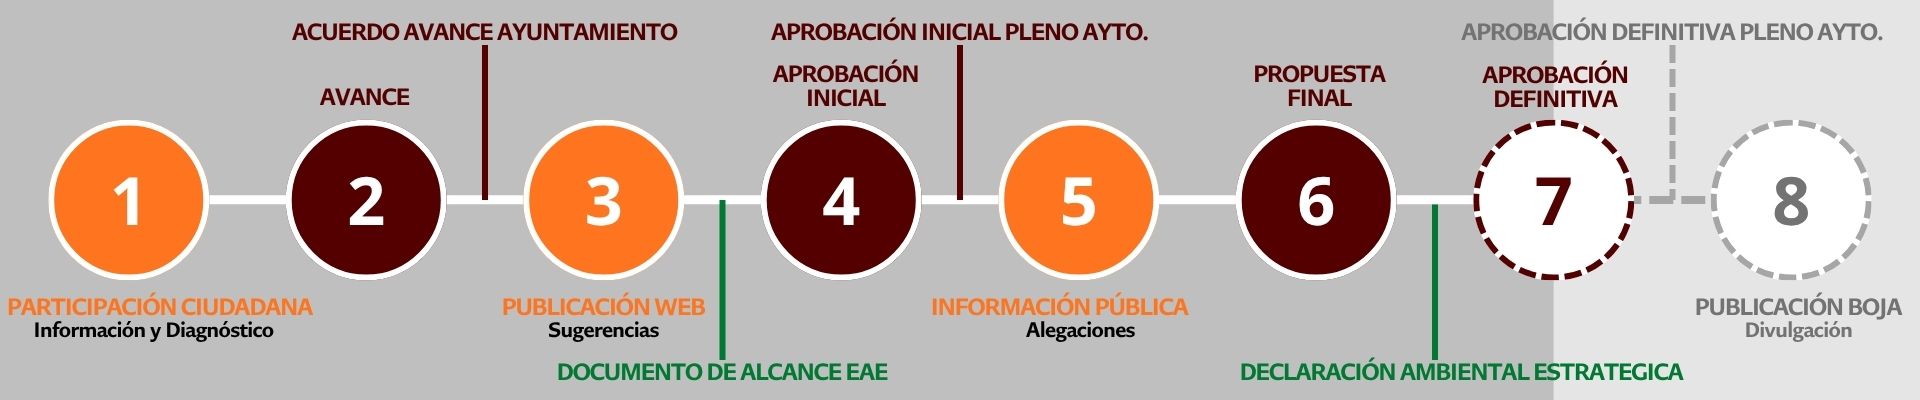 ACUERDO AVANCE AYUNTAMIENTO
APROBACIÓN INICIAL PLENO AYTO.
APROBACIÓN DEFINITIVA PLENO AYTO.
AVANCE
APROBACIÓN
INICIAL
PROPUESTA
FINAL
APROBACIÓN
DEFINITIVA
1
2
3
4
5
6
7
8
PARTICIPACIÓN CIUDADANA
Información y Diagnóstico
PUBLICACIÓN WEB
Sugerencias
INFORMACIÓN PÚBLICA
Alegaciones
PUBLICACIÓN BOJA
Divulgación
DOCUMENTO DE ALCANCE EAE
DECLARACIÓN AMBIENTAL ESTRATEGICA